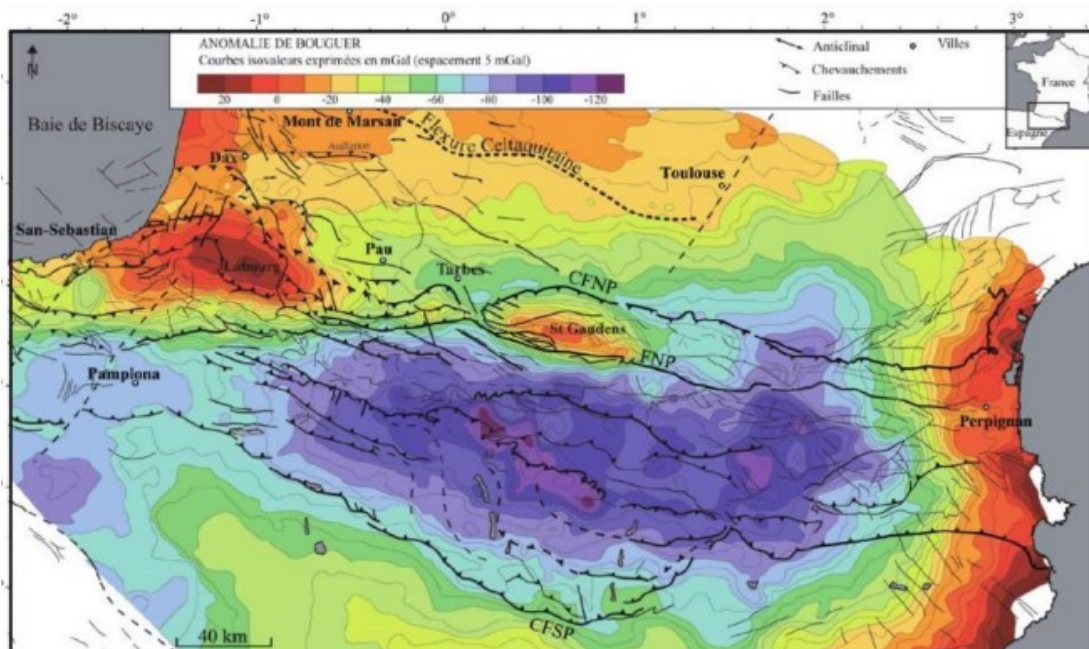 -2° -1° 0° 1° 2° 3°
ANOMALIE DE BOUGUER
Courbes isovaleurs exprimées en mGal (espacement 5 mGal)
20 0 -20 -40 -60 -80 -100 -120
Anticlinal
Villes
Chevauchements
Failles
N
France
Espagne
Baie de Biscaye
Mont de Marsan
Flexure Celtaquitaine
Dax
Audignon
Toulouse
San-Sebastian
Labourg
Pau
Tarbes
CFNP
St Gaudens
FNP
Pamplona
Perpignan
CFSP
40 km